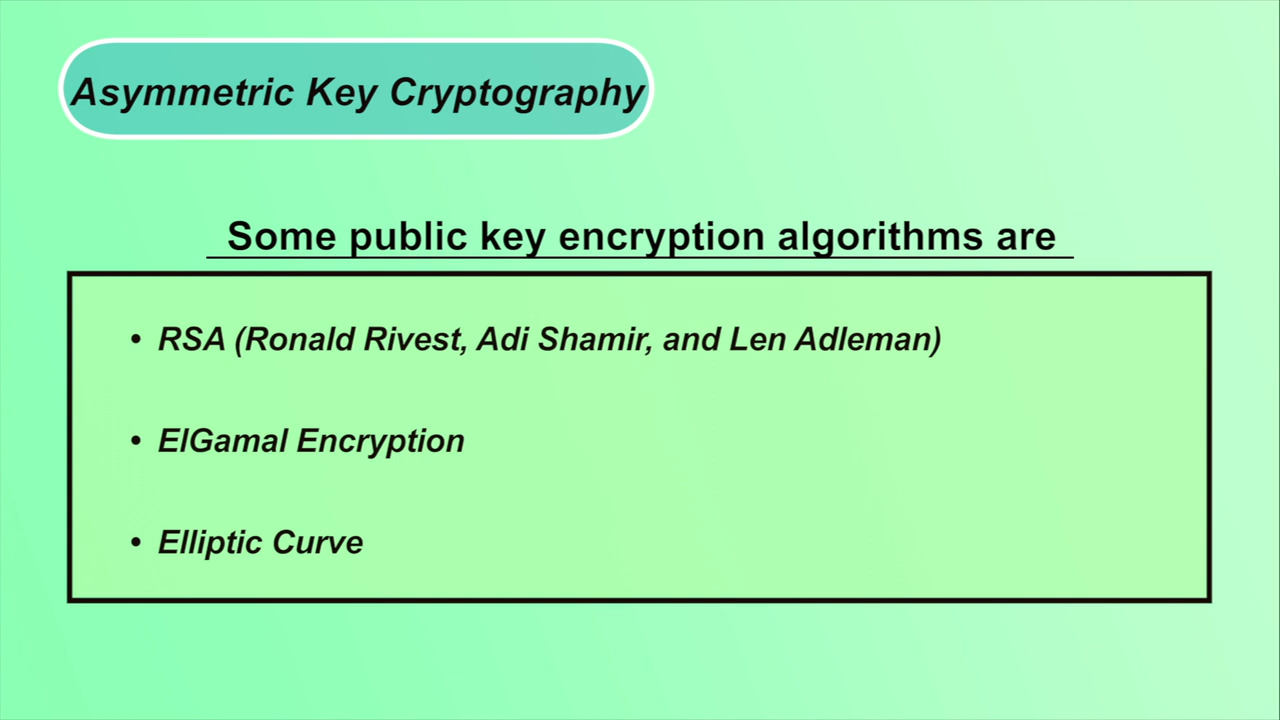 Asymmetric Key Cryptography
Some public key encryption algorithms are
• RSA (Ronald Rivest, Adi Shamir, and Len Adleman)
• ElGamal Encryption
• Elliptic Curve